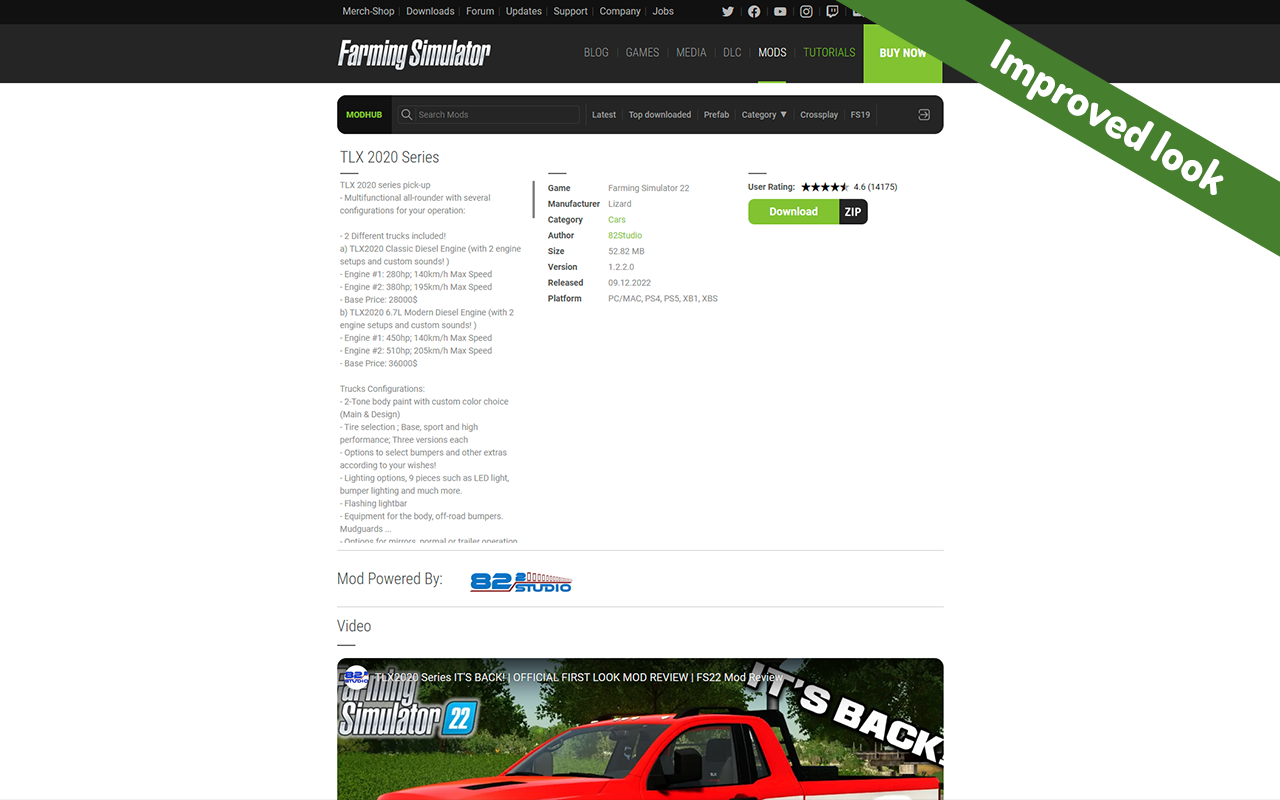 Merch-Shop Downloads Forum Updates Support Company Jobs
Farming Simulator
BLOG GAMES MEDIA DLC MODS TUTORIALS BUY NOW
Improved look
MODHUB Search Mods Latest Top downloaded Prefab Category ▼ Crossplay FS19
TLX 2020 Series
TLX 2020 series pick-up
- Multifunctional all-rounder with several
configurations for your operation:
- 2 Different trucks included!
a) TLX2020 Classic Diesel Engine (with 2 engine
setups and custom sounds! )
- Engine #1: 280hp; 140km/h Max Speed
- Engine #2: 380hp; 195km/h Max Speed
- Base Price: 28000$
b) TLX2020 6.7L Modern Diesel Engine (with 2
engine setups and custom sounds! )
- Engine #1: 450hp; 140km/h Max Speed
- Engine #2: 510hp; 205km/h Max Speed
- Base Price: 36000$
Trucks Configurations:
- 2-Tone body paint with custom color choice
(Main & Design)
- Tire selection ; Base, sport and high
performance; Three versions each
- Options to select bumpers and other extras
according to your wishes!
- Lighting options, 9 pieces such as LED light,
bumper lighting and much more.
- Flashing lightbar
- Equipment for the body, off-road bumpers.
Mudguards ...
- Options for mirrors, normal or trailer operation
Game Farming Simulator 22
Manufacturer Lizard
Category Cars
Author 82Studio
Size 52.82 MB
Version 1.2.2.0
Released 09.12.2022
Platform PC/MAC, PS4, PS5, XB1, XBS
User Rating: 4.6 (14175)
Download ZIP
Mod Powered By: 82 STUDIO
Video
82 STUDIO
TLX2020 Series IT'S BACK! | OFFICIAL FIRST LOOK MOD REVIEW | FS22 Mod Review
Farming
Simulator 22
IT'S BACK!